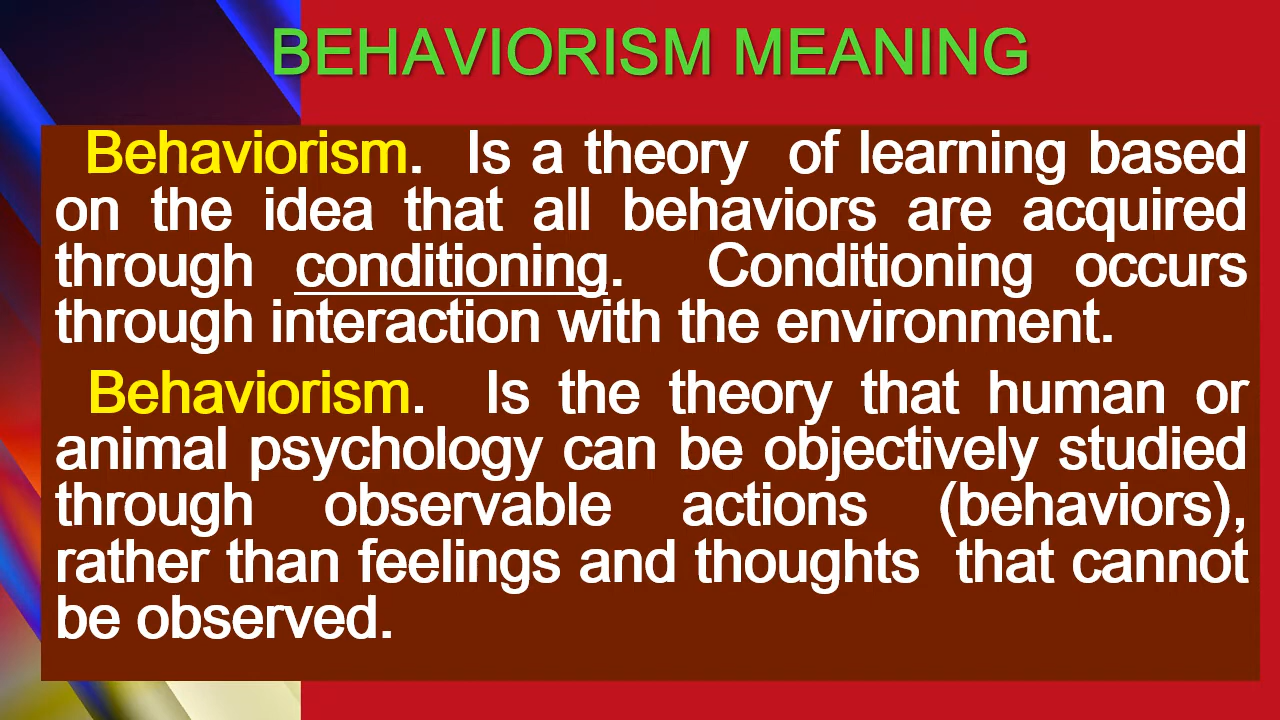 BEHAVIORISM MEANING
Behaviorism. Is a theory of learning based
on the idea that all behaviors are acquired
through conditioning. Conditioning occurs
through interaction with the environment.
Behaviorism. Is the theory that human or
animal psychology can be objectively studied
through observable actions (behaviors),
rather than feelings and thoughts that cannot
be observed.